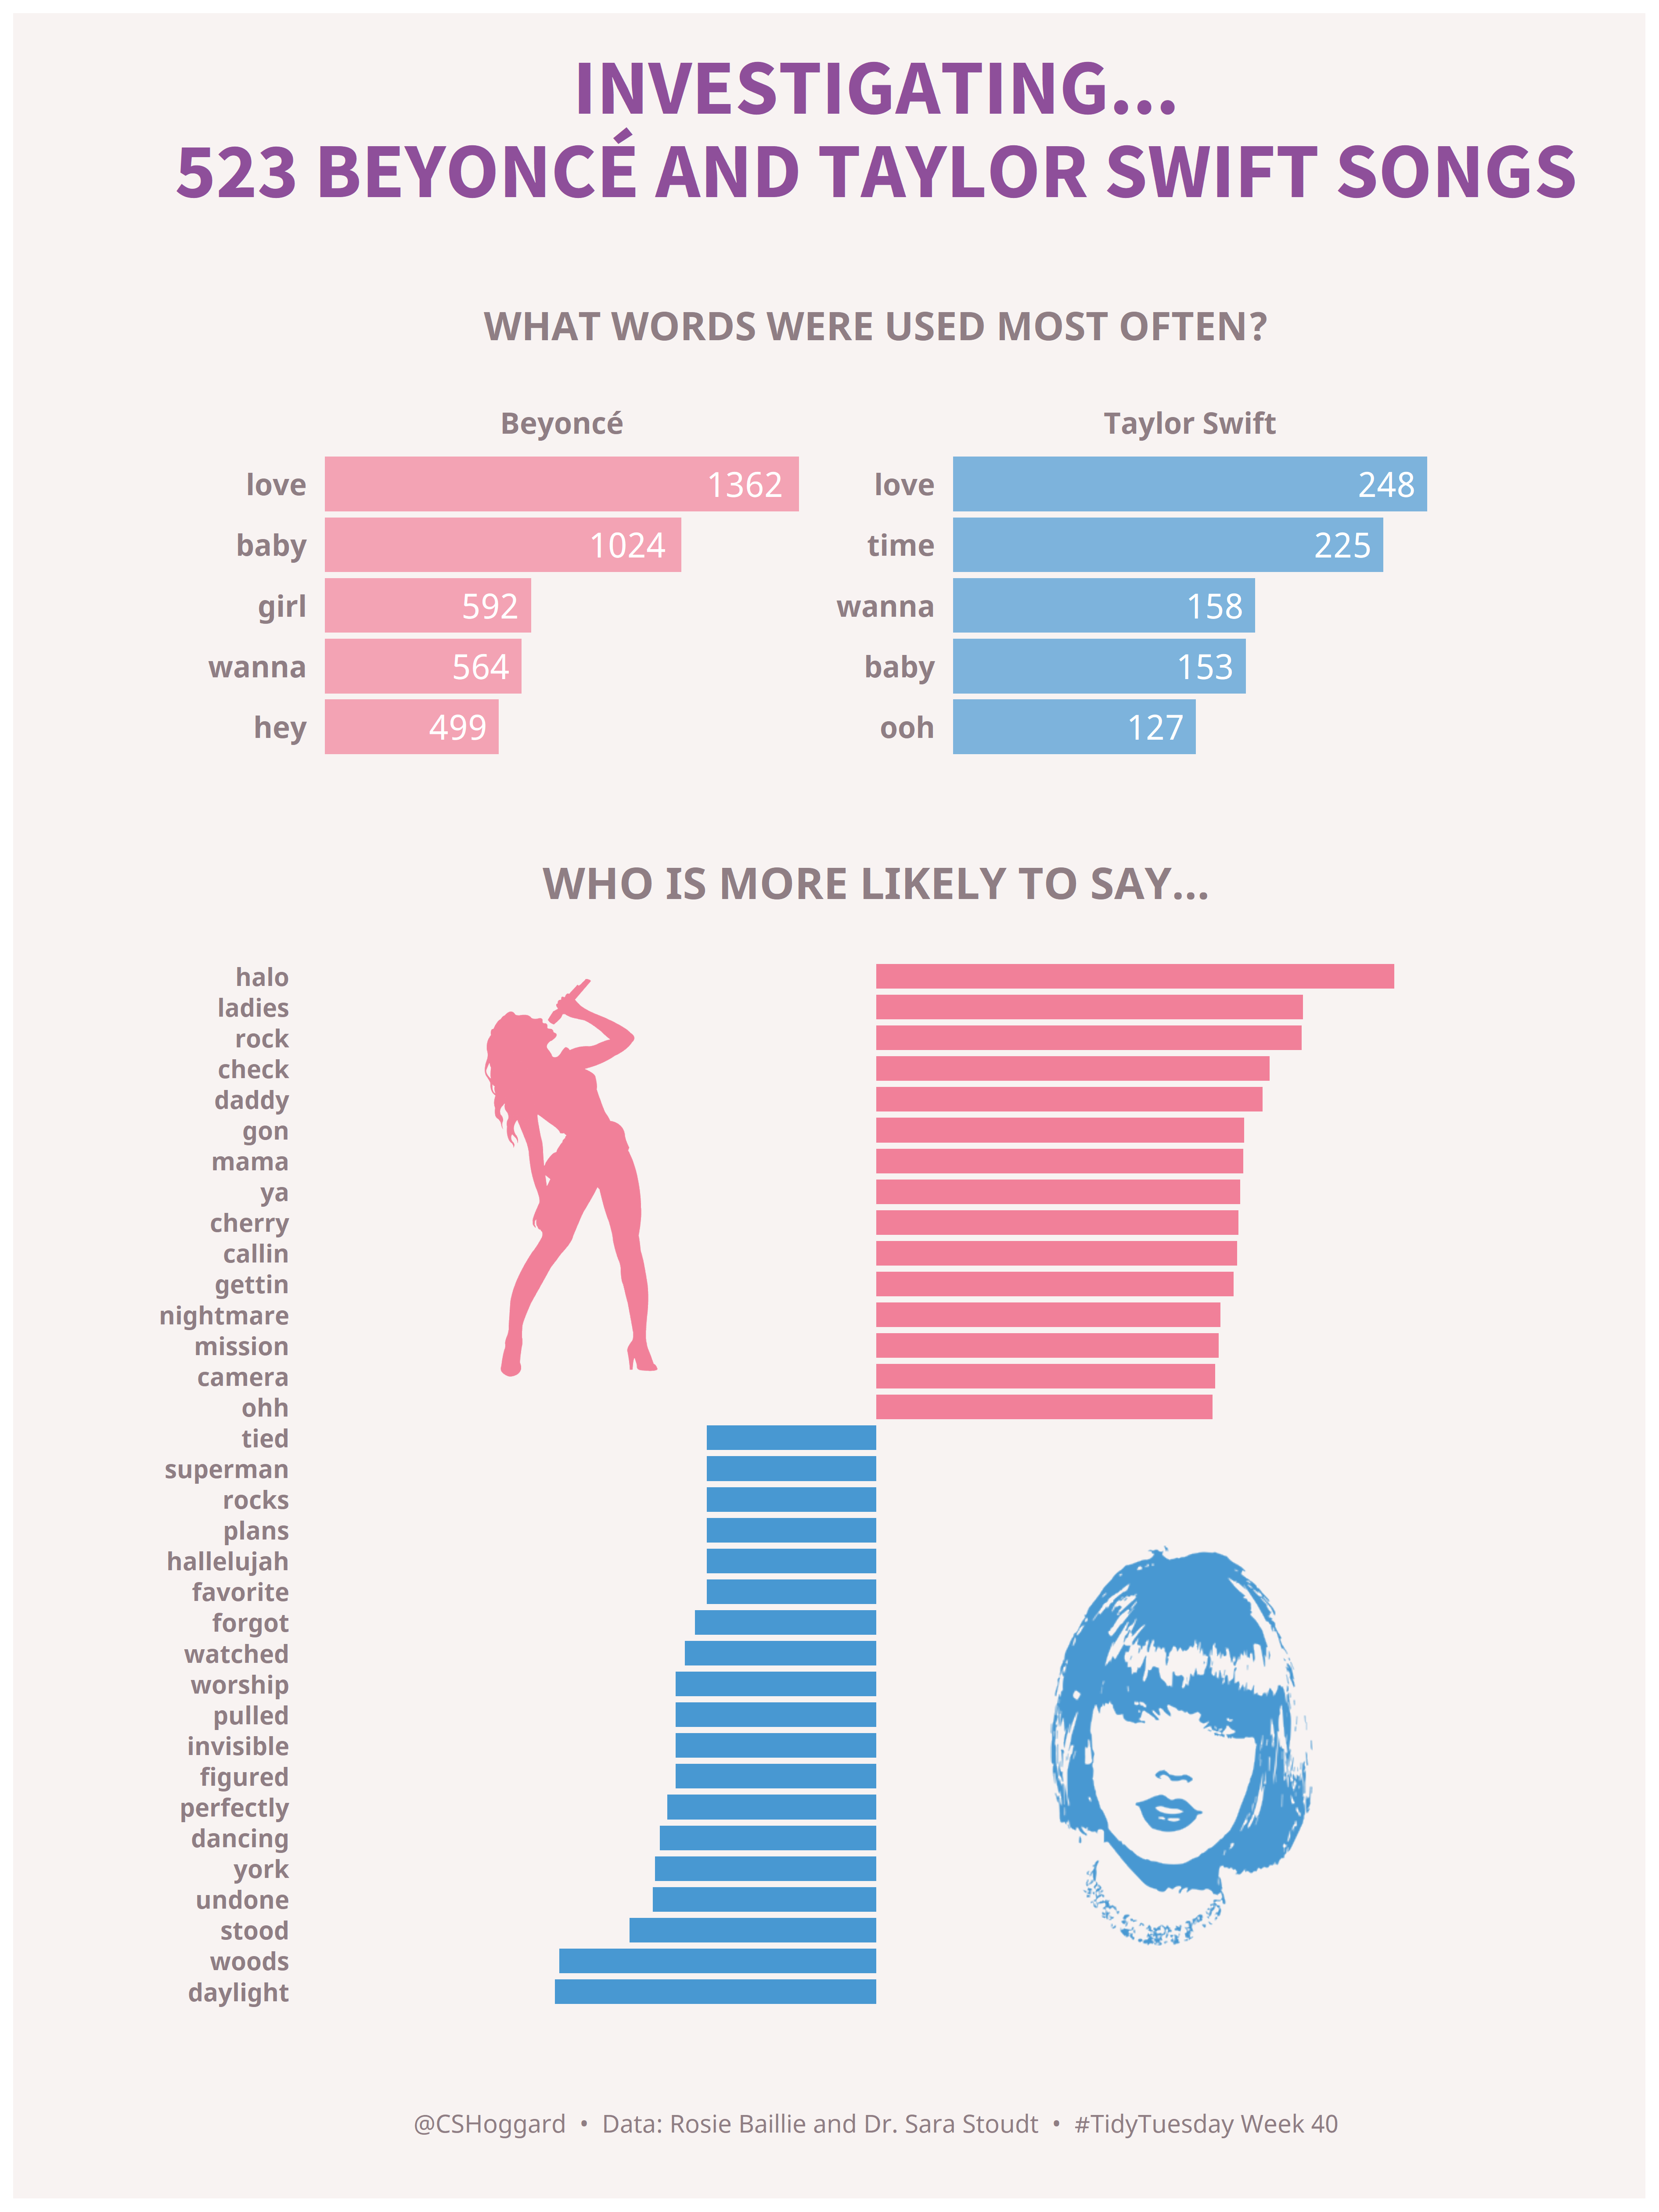 INVESTIGATING...
523 BEYONCÉ AND TAYLOR SWIFT SONGS
WHAT WORDS WERE USED MOST OFTEN?
Beyoncé
love 1362
baby 1024
girl 592
wanna 564
hey 499
Taylor Swift
love 248
time 225
wanna 158
baby 153
ooh 127
WHO IS MORE LIKELY TO SAY...
halo
ladies
rock
check
daddy
gon
mama
ya
cherry
callin
gettin
nightmare
mission
camera
ohh
tied
superman
rocks
plans
hallelujah
favorite
forgot
watched
worship
pulled
invisible
figured
perfectly
dancing
york
undone
stood
woods
daylight
@CSHoggard • Data: Rosie Baillie and Dr. Sara Stoudt • #TidyTuesday Week 40